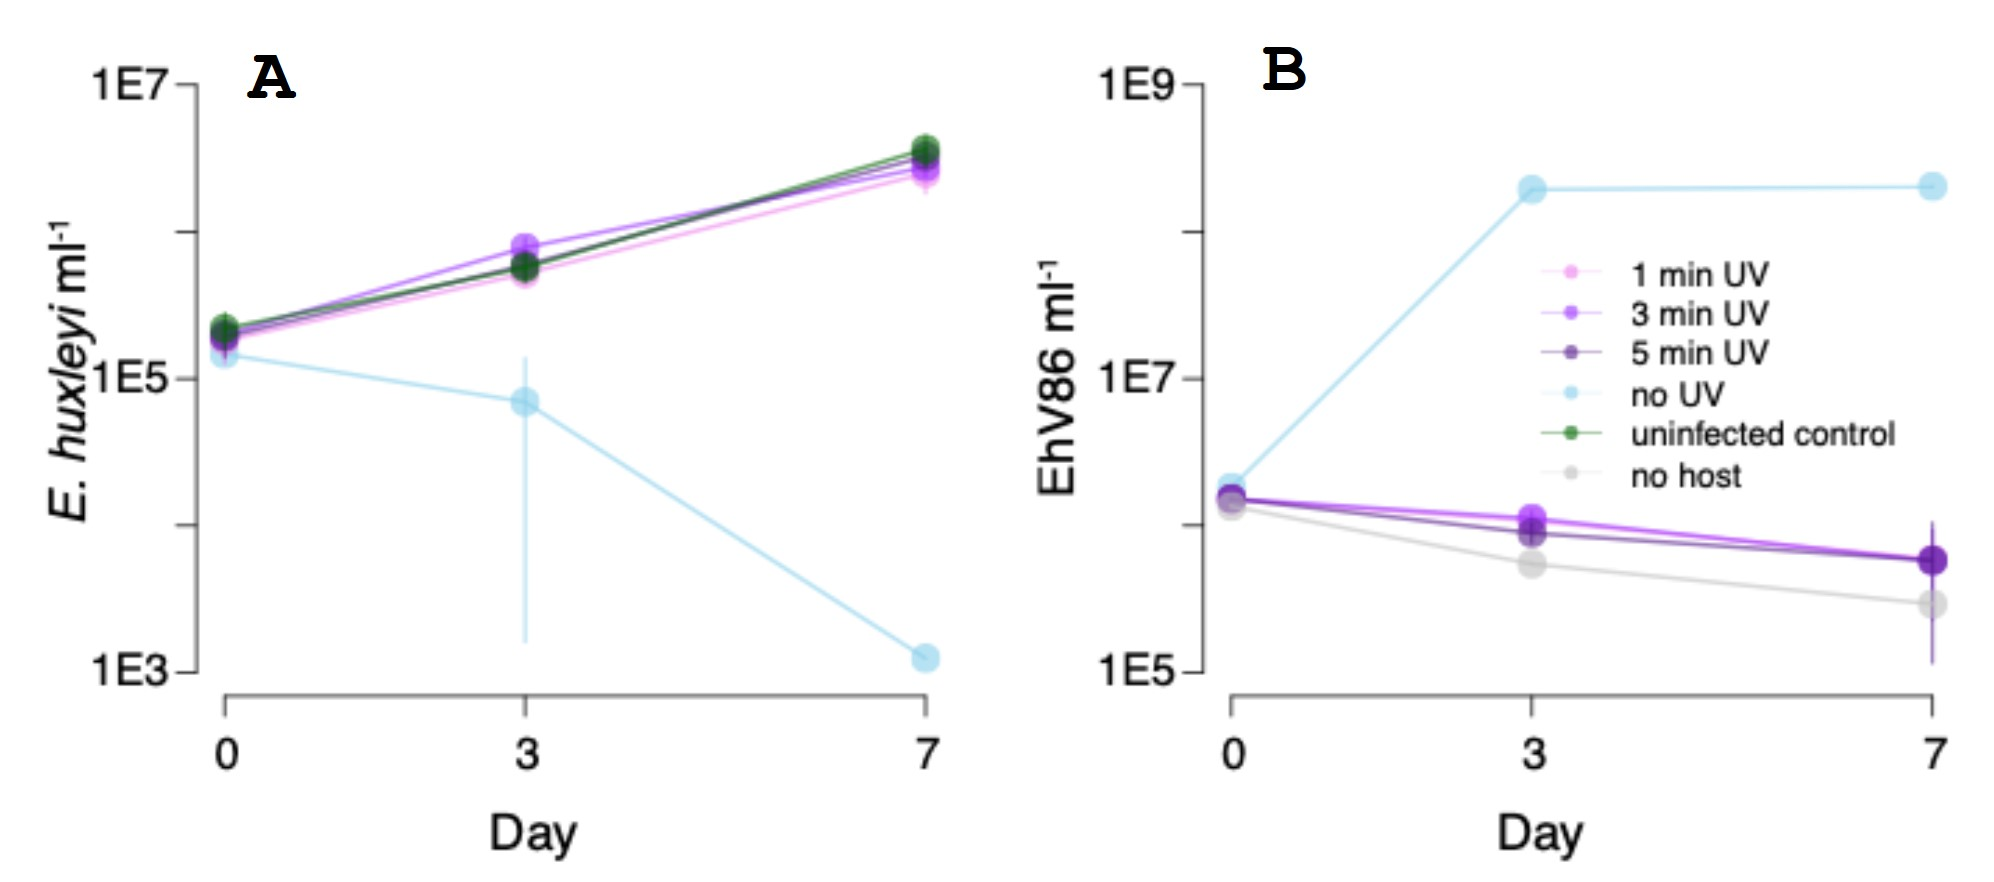 A
1E7
1E5
1E3
E. huxleyi ml-1
0 3 7
Day
B
1E9
1E7
1E5
EhV86 ml-1
1 min UV
3 min UV
5 min UV
no UV
uninfected control
no host
0 3 7
Day